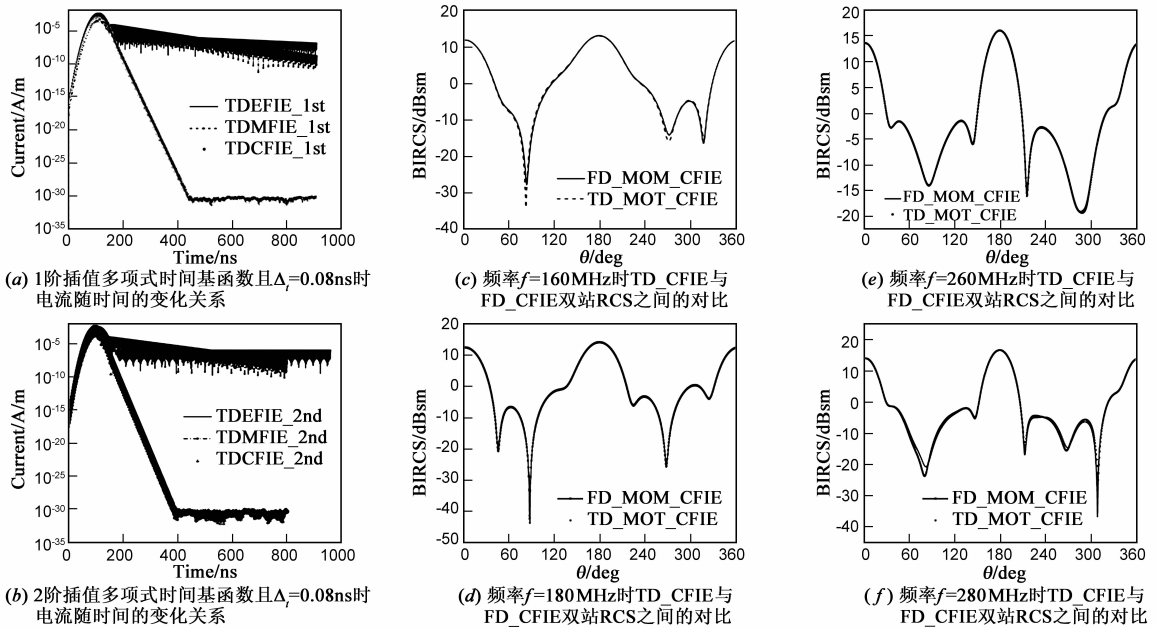 10-5
10-10
10-15
10-20
10-25
10-30
10-35
Current/A/m
TDEFIE_1st
TDMFIE_1st
TDCFIE_1st
0 200 400 600 800 1000
Time/ns
(a) 1阶插值多项式时间基函数且Δt=0.08ns时
电流随时间的变化关系
20
10
0
-10
-20
-30
-40
BIRCS/dBsm
FD_MOM_CFIE
TD_MOT_CFIE
0 60 120 180 240 300 360
θ/deg
(c) 频率f=160MHz时TD_CFIE与
FD_CFIE双站RCS之间的对比
20
15
10
5
0
-5
-10
-15
-20
BIRCS/dBsm
FD_MOM_CFIE
TD_MOT_CFIE
0 60 120 180 240 300 360
θ/deg
(e) 频率f=260MHz时TD_CFIE与
FD_CFIE双站RCS之间的对比
10-5
10-10
10-15
10-20
10-25
10-30
10-35
Current/A/m
TDEFIE_2nd
TDMFIE_2nd
TDCFIE_2nd
0 200 400 600 800 1000
Time/ns
(b) 2阶插值多项式时间基函数且Δt=0.08ns时
电流随时间的变化关系
20
10
0
-10
-20
-30
-40
-50
BIRCS/dBsm
FD_MOM_CFIE
TD_MOT_CFIE
0 60 120 180 240 300 360
θ/deg
(d) 频率f=180MHz时TD_CFIE与
FD_CFIE双站RCS之间的对比
20
10
0
-10
-20
-30
-40
BIRCS/dBsm
FD_MOM_CFIE
TD_MOT_CFIE
0 60 120 180 240 300 360
θ/deg
(f) 频率f=280MHz时TD_CFIE与
FD_CFIE双站RCS之间的对比